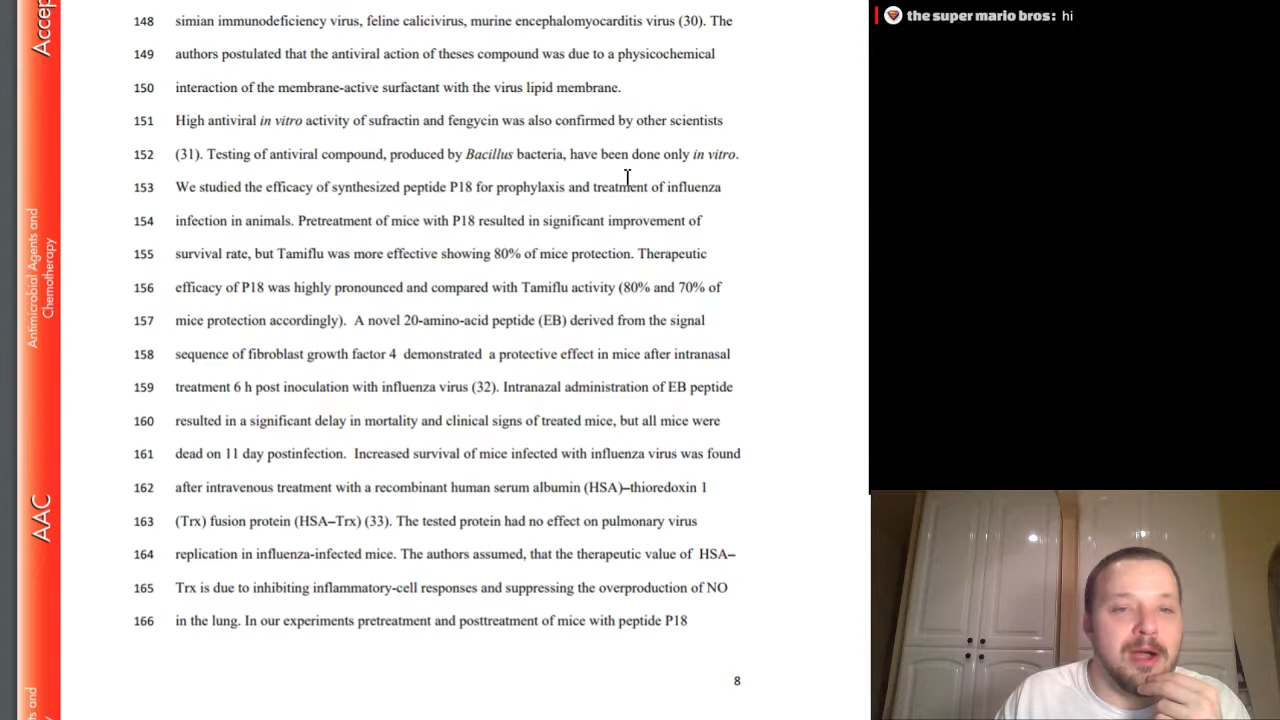 Accep
148 simian immunodeficiency virus, feline calicivirus, murine encephalomyocarditis virus (30). The
149 authors postulated that the antiviral action of theses compound was due to a physicochemical
150 interaction of the membrane-active surfactant with the virus lipid membrane.
151 High antiviral in vitro activity of sufractin and fengycin was also confirmed by other scientists
152 (31). Testing of antiviral compound, produced by Bacillus bacteria, have been done only in vitro.
153 We studied the efficacy of synthesized peptide P18 for prophylaxis and treatment of influenza
154 infection in animals. Pretreatment of mice with P18 resulted in significant improvement of
155 survival rate, but Tamiflu was more effective showing 80% of mice protection. Therapeutic
156 efficacy of P18 was highly pronounced and compared with Tamiflu activity (80% and 70% of
157 mice protection accordingly). A novel 20-amino-acid peptide (EB) derived from the signal
158 sequence of fibroblast growth factor 4 demonstrated a protective effect in mice after intranasal
159 treatment 6 h post inoculation with influenza virus (32). Intranazal administration of EB peptide
160 resulted in a significant delay in mortality and clinical signs of treated mice, but all mice were
161 dead on 11 day postinfection. Increased survival of mice infected with influenza virus was found
162 after intravenous treatment with a recombinant human serum albumin (HSA)–thioredoxin 1
163 (Trx) fusion protein (HSA–Trx) (33). The tested protein had no effect on pulmonary virus
164 replication in influenza-infected mice. The authors assumed, that the therapeutic value of HSA–
165 Trx is due to inhibiting inflammatory-cell responses and suppressing the overproduction of NO
166 in the lung. In our experiments pretreatment and posttreatment of mice with peptide P18
8
Antimicrobial Agents and
Chemotherapy
AAC
ts and
the super mario bros: hi